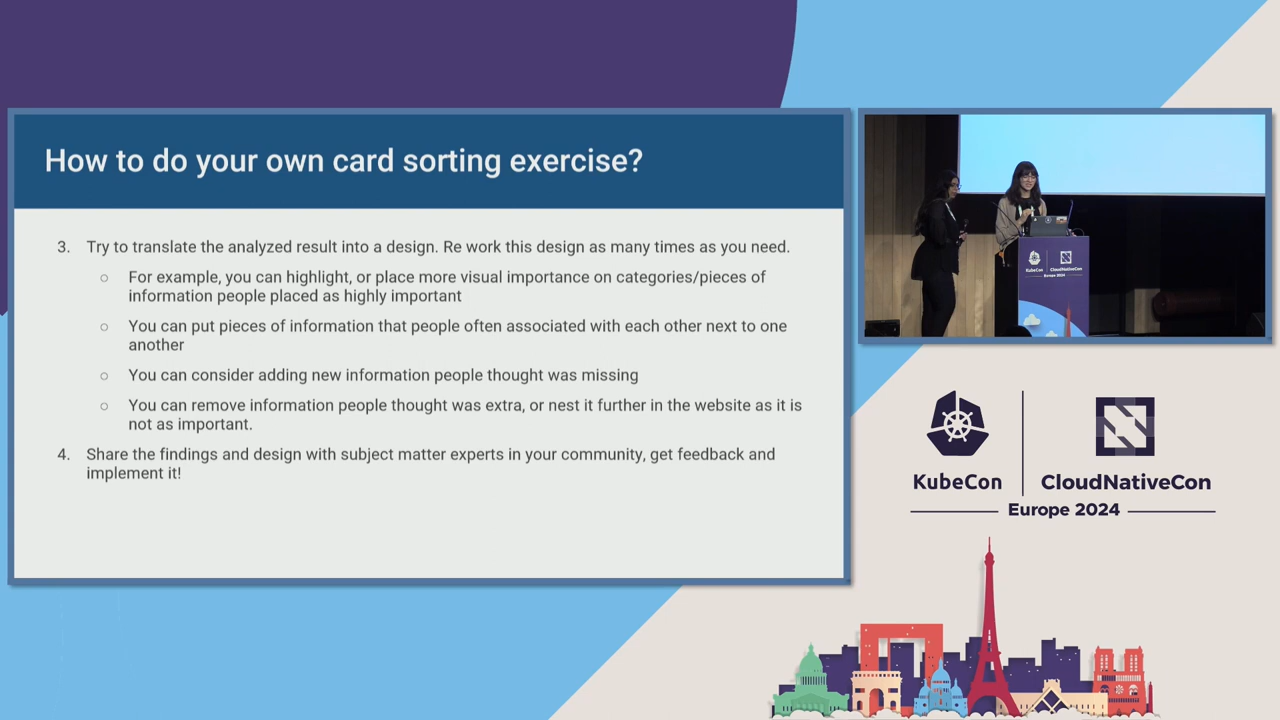 How to do your own card sorting exercise?
3. Try to translate the analyzed result into a design. Re work this design as many times as you need.
○ For example, you can highlight, or place more visual importance on categories/pieces of
information people placed as highly important
○ You can put pieces of information that people often associated with each other next to one
another
○ You can consider adding new information people thought was missing
○ You can remove information people thought was extra, or nest it further in the website as it is
not as important.
4. Share the findings and design with subject matter experts in your community, get feedback and
implement it!
KubeCon
CloudNativeCon
Europe 2024
KubeCon
CloudNativeCon
Europe 2024